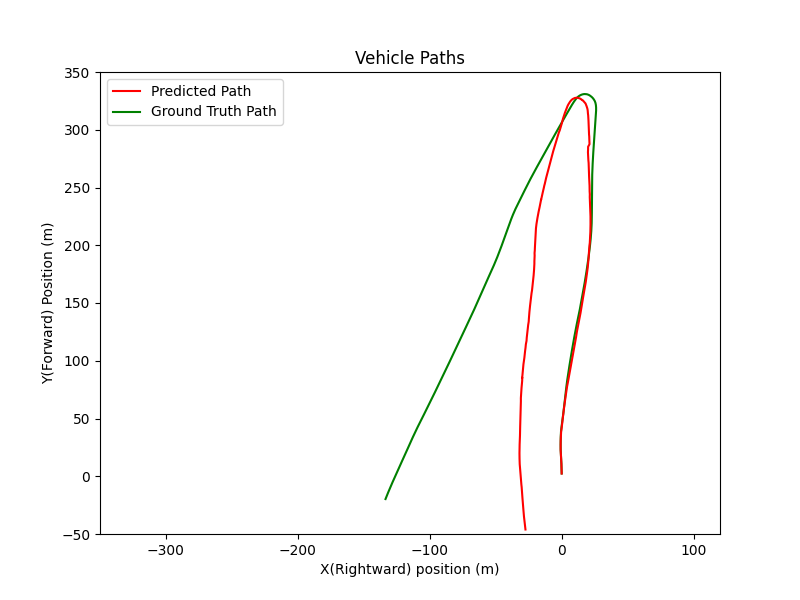 Vehicle Paths
Predicted Path
Ground Truth Path
350
300
250
200
150
100
50
0
−50
Y(Forward) Position (m)
−300
−200
−100
0
100
X(Rightward) position (m)